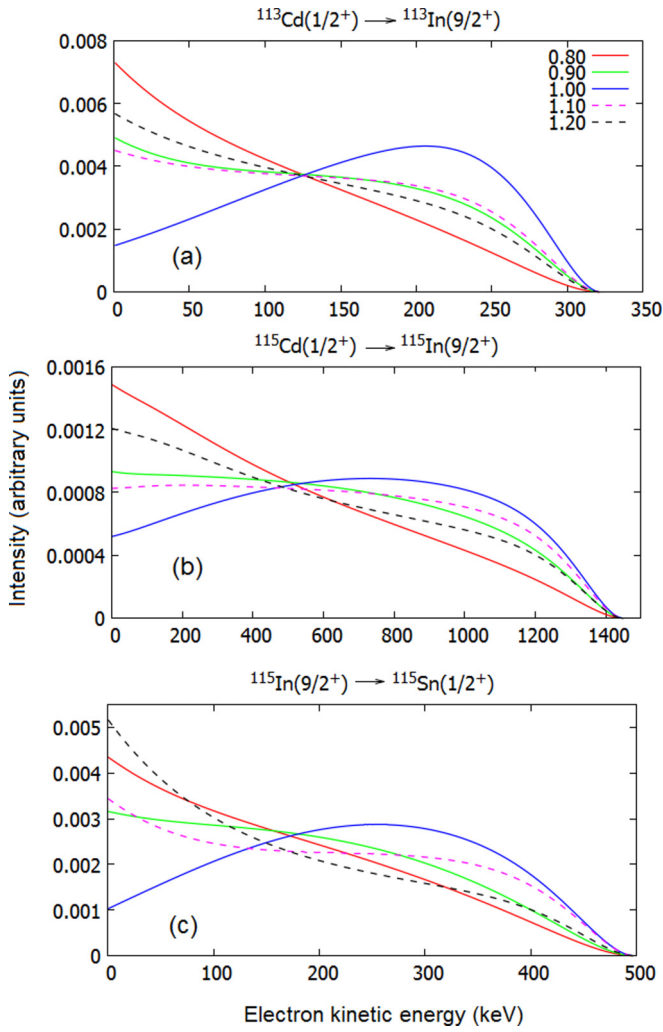 ¹¹³Cd(1/2⁺) → ¹¹³In(9/2⁺)
0.008
0.006
0.004
0.002
0
0.80
0.90
1.00
1.10
1.20
(a)
0 50 100 150 200 250 300 350
¹¹⁵Cd(1/2⁺) → ¹¹⁵In(9/2⁺)
0.0016
0.0012
0.0008
0.0004
0
(b)
0 200 400 600 800 1000 1200 1400
Intensity (arbitrary units)
¹¹⁵In(9/2⁺) → ¹¹⁵Sn(1/2⁺)
0.005
0.004
0.003
0.002
0.001
0
(c)
0 100 200 300 400 500
Electron kinetic energy (keV)